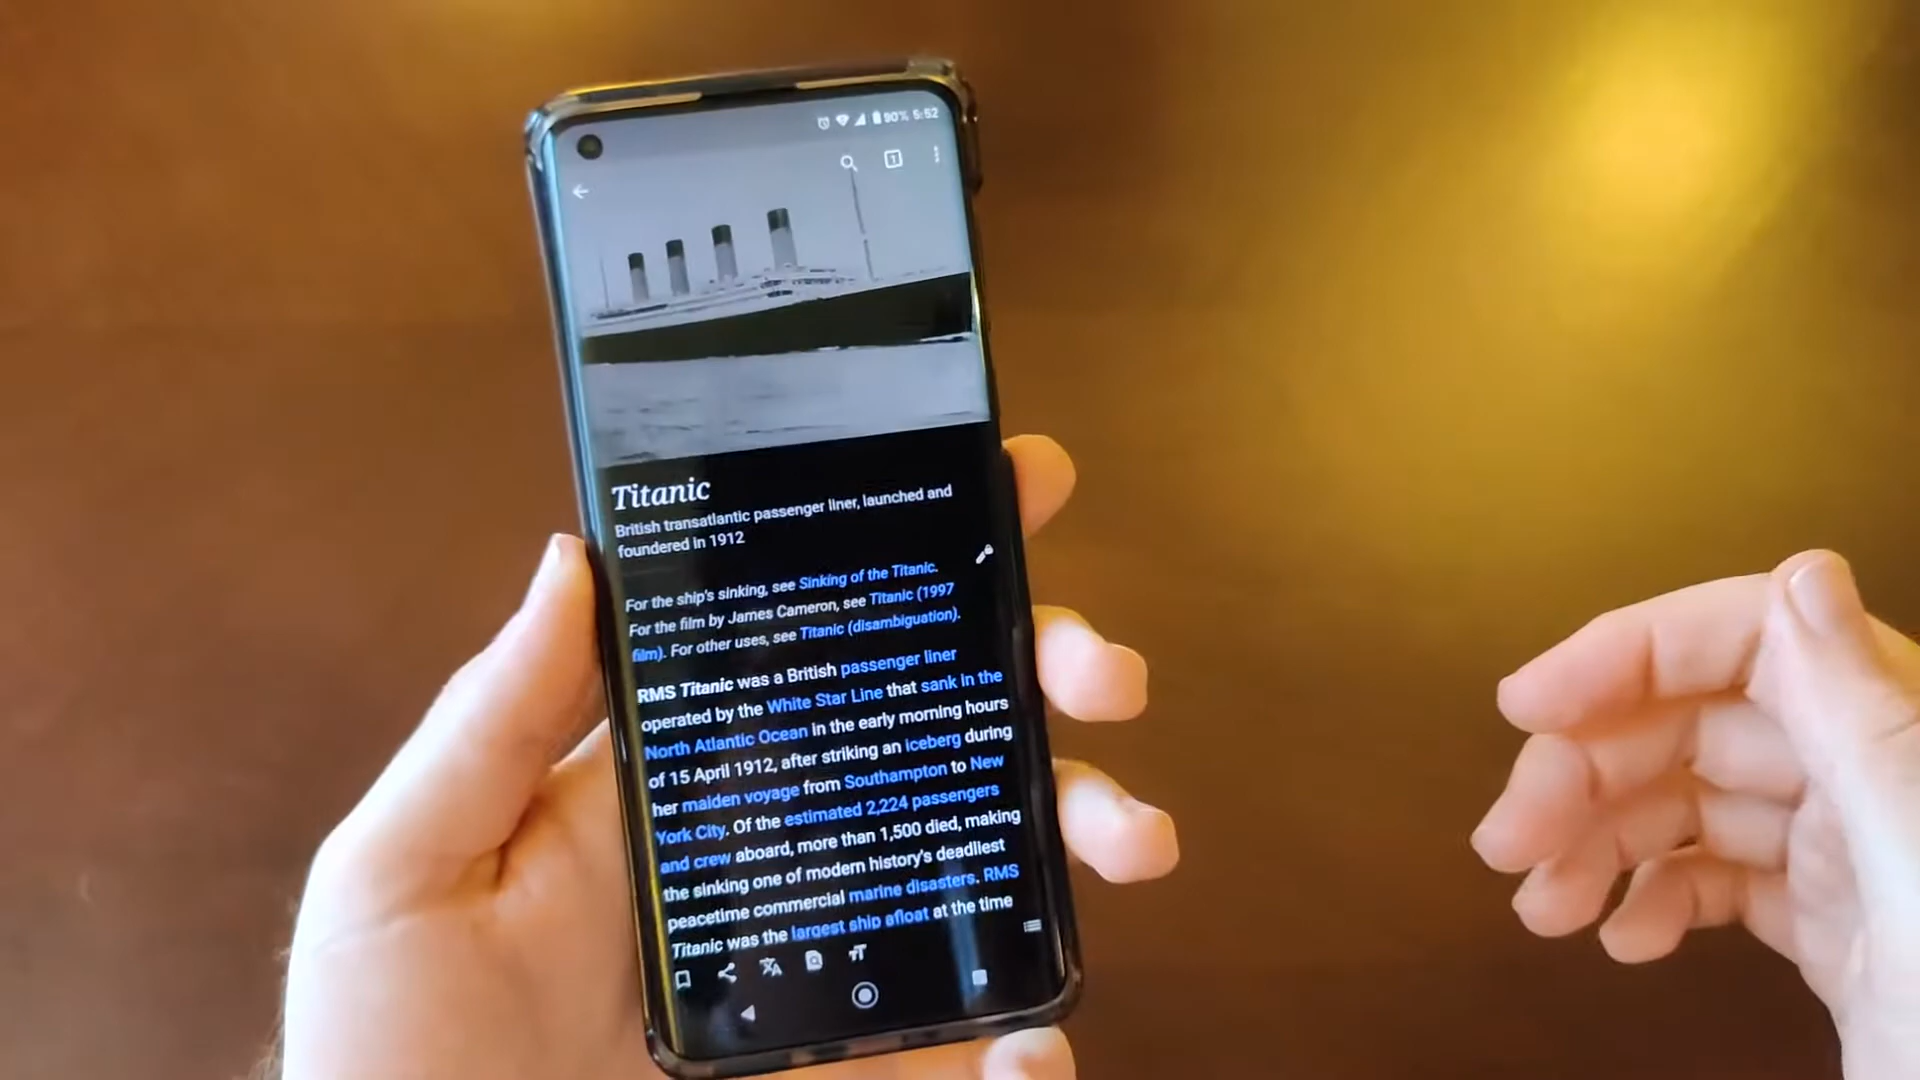 90% 5:52
1
Titanic
British transatlantic passenger liner, launched and
foundered in 1912
For the ship's sinking, see Sinking of the Titanic.
For the film by James Cameron, see Titanic (1997
film). For other uses, see Titanic (disambiguation).
RMS Titanic was a British passenger liner
operated by the White Star Line that sank in the
North Atlantic Ocean in the early morning hours
of 15 April 1912, after striking an iceberg during
her maiden voyage from Southampton to New
York City. Of the estimated 2,224 passengers
and crew aboard, more than 1,500 died, making
the sinking one of modern history's deadliest
peacetime commercial marine disasters. RMS
Titanic was the largest ship afloat at the time